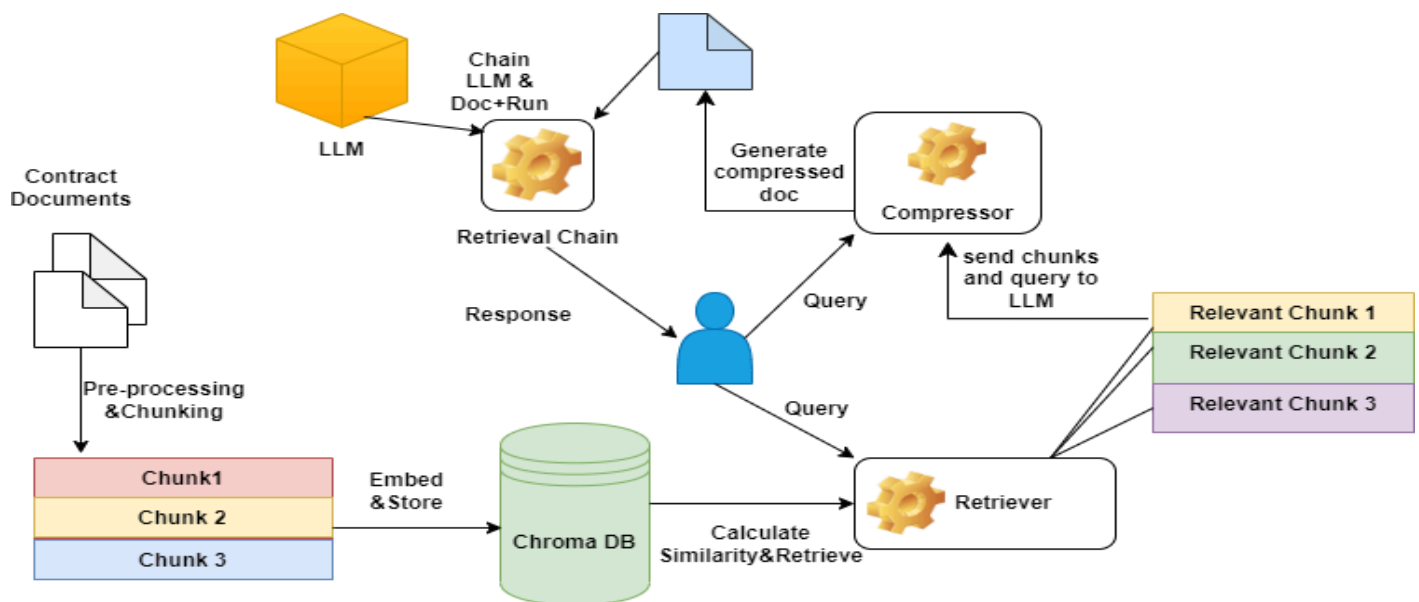 Chain
LLM &
Doc+Run
LLM
Contract
Documents
Generate
compressed
doc
Compressor
Retrieval Chain
send chunks
and query to
LLM
Response
Query
Relevant Chunk 1
Relevant Chunk 2
Relevant Chunk 3
Pre-processing
&Chunking
Query
Chunk1
Chunk 2
Chunk 3
Embed
&Store
Chroma DB
Calculate
Similarity&Retrieve
Retriever